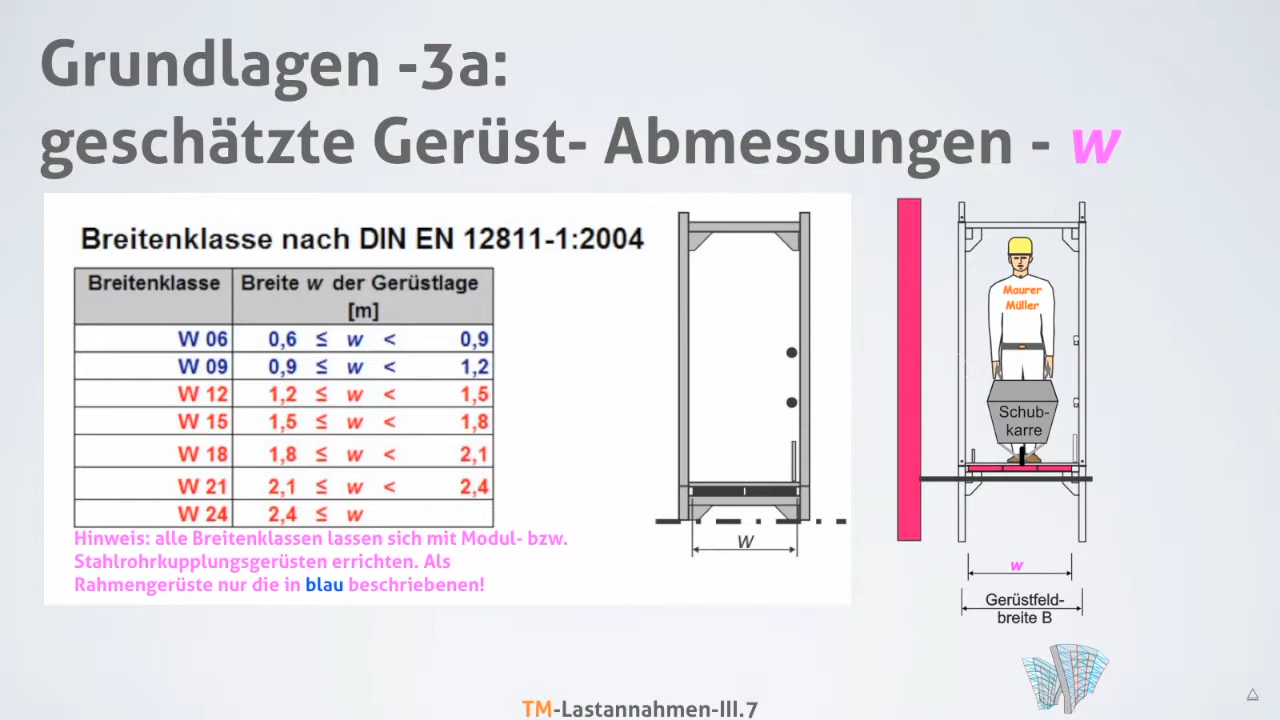 Grundlagen -3a:
geschätzte Gerüst- Abmessungen - w
Breitenklasse nach DIN EN 12811-1:2004
Breitenklasse Breite w der Gerüstlage
[m]
W 06 0,6 ≤ w < 0,9
W 09 0,9 ≤ w < 1,2
W 12 1,2 ≤ w < 1,5
W 15 1,5 ≤ w < 1,8
W 18 1,8 ≤ w < 2,1
W 21 2,1 ≤ w < 2,4
W 24 2,4 ≤ w
Hinweis: alle Breitenklassen lassen sich mit Modul- bzw.
Stahlrohrkupplungsgerüsten errichten. Als
Rahmengerüste nur die in blau beschriebenen!
w
Maurer
Müller
Schub-
karre
w
Gerüstfeld-
breite B
TM-Lastannahmen-III.7